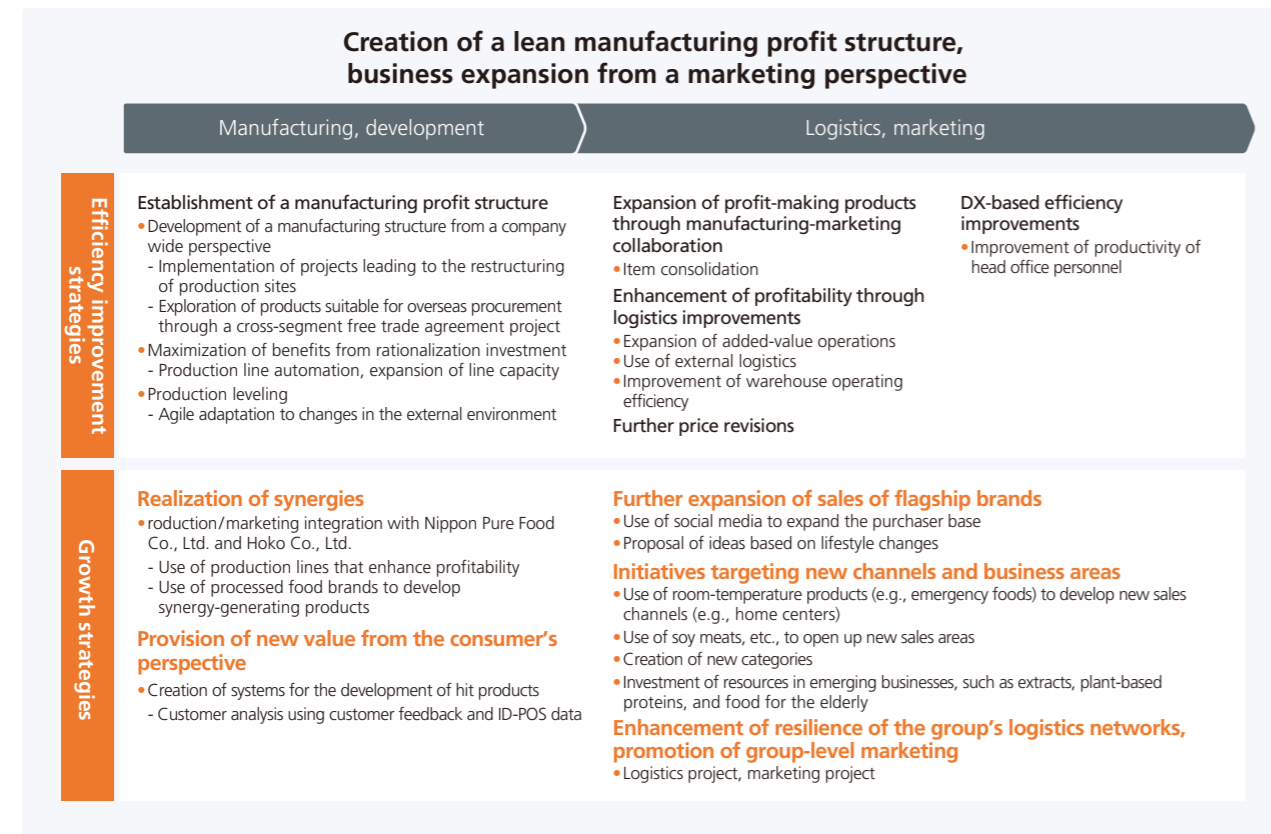 Creation of a lean manufacturing profit structure,
business expansion from a marketing perspective
Manufacturing, development
Logistics, marketing
Efficiency improvement
strategies
Establishment of a manufacturing profit structure
•Development of a manufacturing structure from a company
wide perspective
- Implementation of projects leading to the restructuring
of production sites
- Exploration of products suitable for overseas procurement
through a cross-segment free trade agreement project
•Maximization of benefits from rationalization investment
- Production line automation, expansion of line capacity
•Production leveling
- Agile adaptation to changes in the external environment
Expansion of profit-making products
through manufacturing-marketing
collaboration
•Item consolidation
Enhancement of profitability through
logistics improvements
•Expansion of added-value operations
•Use of external logistics
•Improvement of warehouse operating
efficiency
Further price revisions
DX-based efficiency
improvements
•Improvement of productivity of
head office personnel
Growth strategies
Realization of synergies
•roduction/marketing integration with Nippon Pure Food
Co., Ltd. and Hoko Co., Ltd.
- Use of production lines that enhance profitability
- Use of processed food brands to develop
synergy-generating products
Provision of new value from the consumer's
perspective
•Creation of systems for the development of hit products
- Customer analysis using customer feedback and ID-POS data
Further expansion of sales of flagship brands
•Use of social media to expand the purchaser base
•Proposal of ideas based on lifestyle changes
Initiatives targeting new channels and business areas
•Use of room-temperature products (e.g., emergency foods) to develop new sales
channels (e.g., home centers)
•Use of soy meats, etc., to open up new sales areas
•Creation of new categories
•Investment of resources in emerging businesses, such as extracts, plant-based
proteins, and food for the elderly
Enhancement of resilience of the group's logistics networks,
promotion of group-level marketing
•Logistics project, marketing project